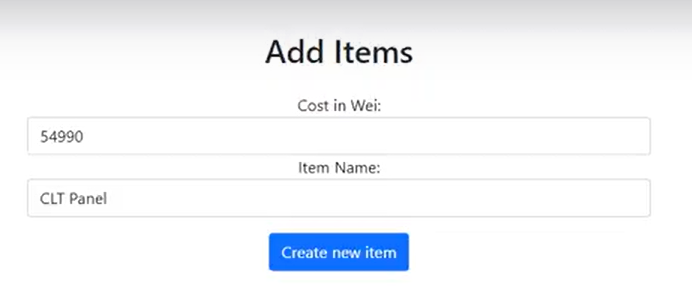 Add Items
Cost in Wei:
54990
Item Name:
CLT Panel
Create new item